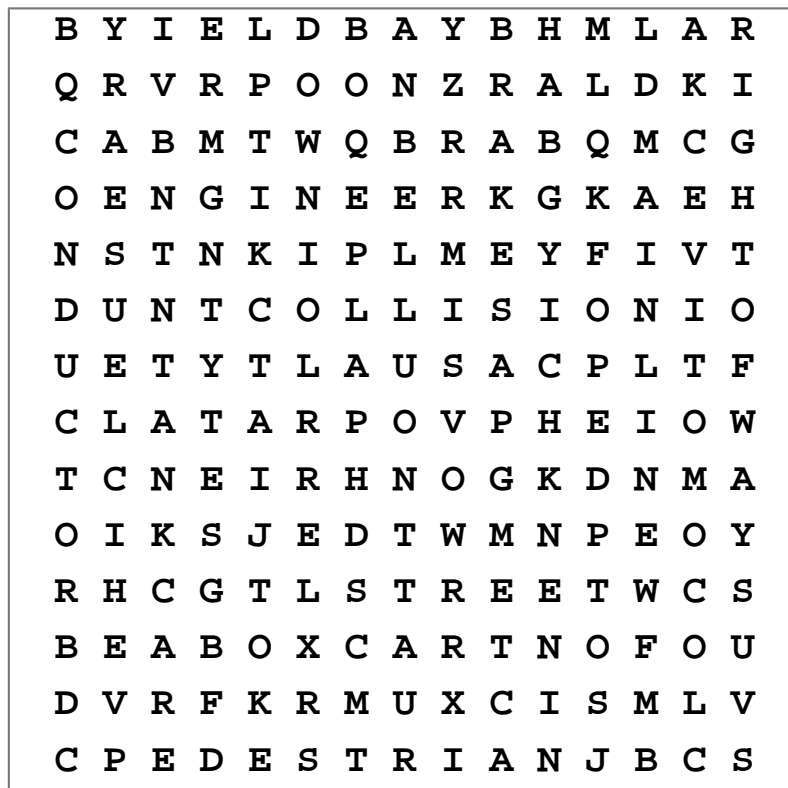 B Y I E L D B A Y B H M L A R
Q R V R P O O N Z R A L D K I
C A B M T W Q B R A B Q M C G
O E N G I N E E R K G K A E H
N S T N K I P L M E Y F I V T
D U N T C O L L I S I O N I O
U E T Y T L A U S A C P L T F
C L A T A R P O V P H E I O W
T C N E I R H N O G K D N M A
O I K S J E D T W M N P E O Y
R H C G T L S T R E E T W C S
B E A B O X C A R T N O F O U
D V R F K R M U X C I S M L V
C P E D E S T R I A N J B C S